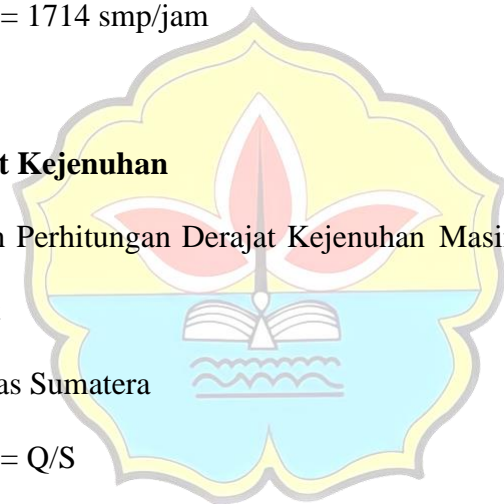 = 1714 smp/jam
t Kejenuhan
n Perhitungan Derajat Kejenuhan Masi
as Sumatera
= Q/S